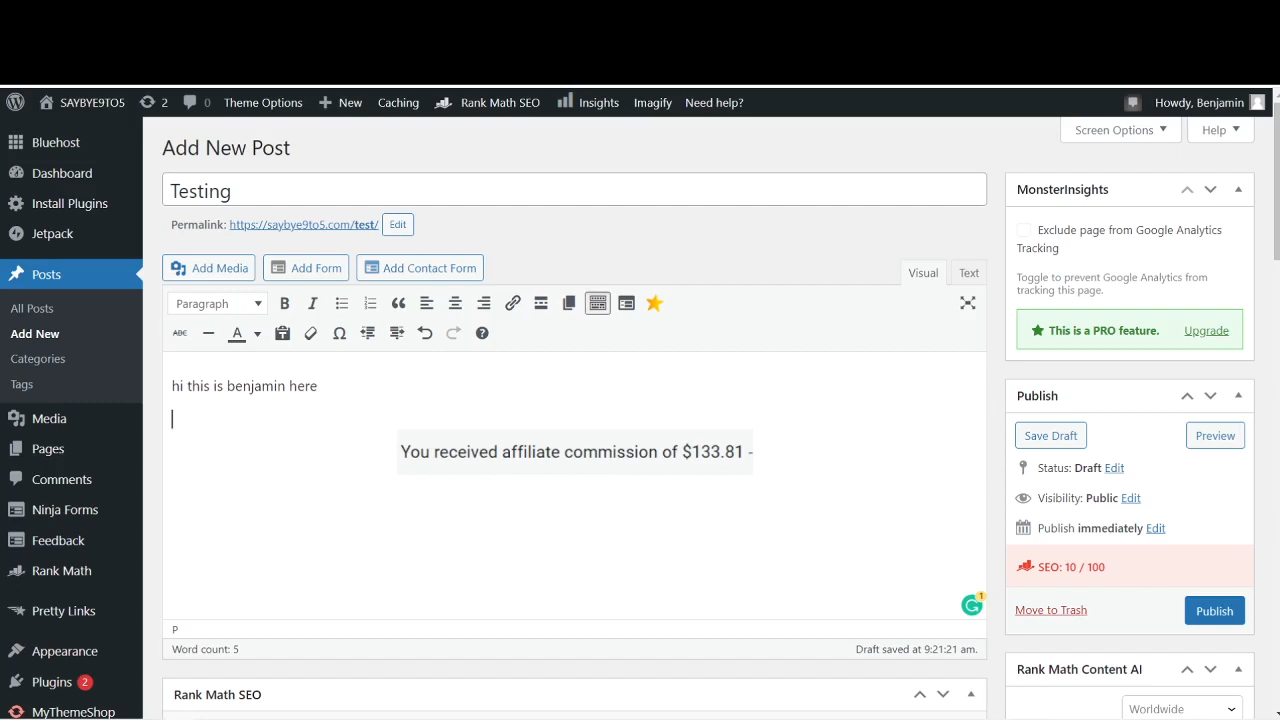 SAYBYE9TO5 2 0 Theme Options New Caching Rank Math SEO Insights Imagify Need help? Howdy, Benjamin
Screen Options Help
Bluehost
Dashboard
Install Plugins
Jetpack
Posts
All Posts
Add New
Categories
Tags
Media
Pages
Comments
Ninja Forms
Feedback
Rank Math
Pretty Links
Appearance
Plugins 2
MyThemeShop
Add New Post
Testing
Permalink: https://saybye9to5.com/test/ Edit
Add Media Add Form Add Contact Form
Visual Text
Paragraph B I
ABC A
hi this is benjamin here
You received affiliate commission of $133.81 -
1
P
Word count: 5 Draft saved at 9:21:21 am.
Rank Math SEO
MonsterInsights
Exclude page from Google Analytics
Tracking
Toggle to prevent Google Analytics from
tracking this page.
This is a PRO feature. Upgrade
Publish
Save Draft Preview
Status: Draft Edit
Visibility: Public Edit
Publish immediately Edit
SEO: 10 / 100
Move to Trash Publish
Rank Math Content AI
Worldwide